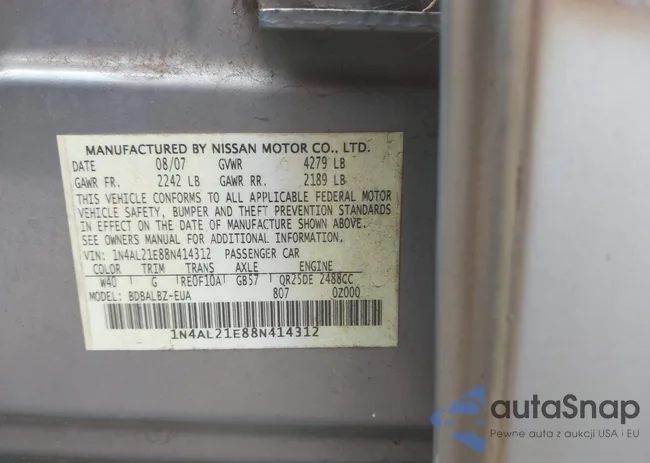 MANUFACTURED BY NISSAN MOTOR CO., LTD.
DATE 08/07 GVWR 4279 LB
GAWR FR. 2242 LB GAWR RR. 2189 LB
THIS VEHICLE CONFORMS TO ALL APPLICABLE FEDERAL MOTOR
VEHICLE SAFETY, BUMPER AND THEFT PREVENTION STANDARDS
IN EFFECT ON THE DATE OF MANUFACTURE SHOWN ABOVE.
SEE OWNERS MANUAL FOR ADDITIONAL INFORMATION.
VIN: 1N4AL21E88N414312 PASSENGER CAR
COLOR TRIM TRANS AXLE ENGINE
W40 G RE0F10A GB57 QR25DE 2488CC
MODEL: BDBALBZ-EUA 807 0Z000
1N4AL21E88N414312
autaSnap
Pewne auta z aukcji USA i EU